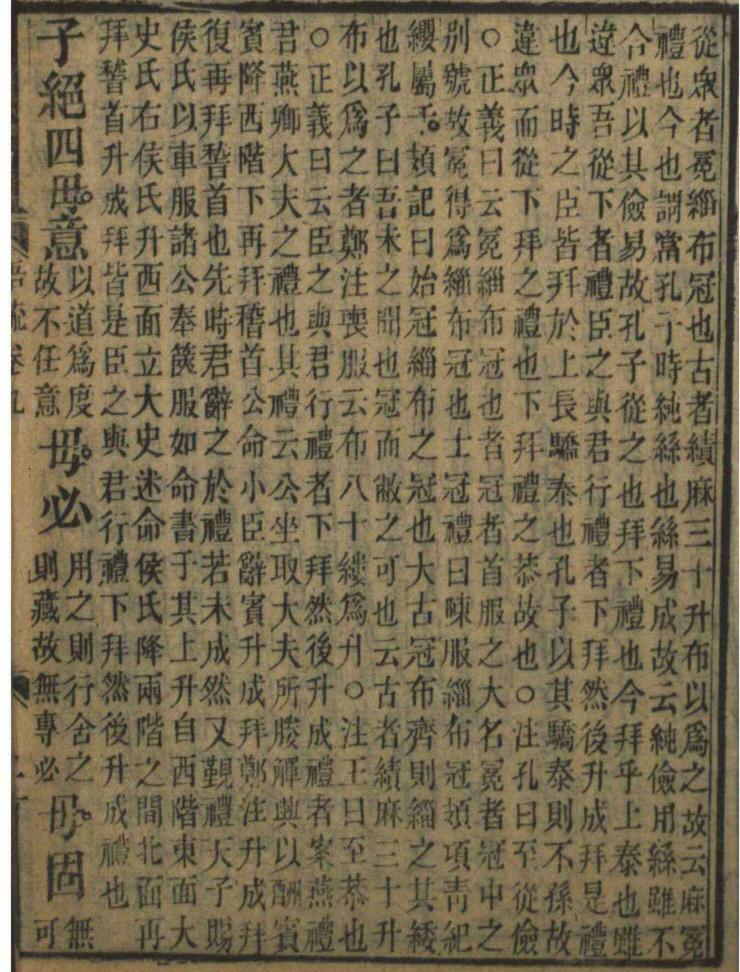 從衆者冕緇布冠也古者績麻三十升布以爲之故云麻冕
禮也今也謂當孔子時純絲也絲易成故云純儉用絲雖不
合禮以其儉易故孔子從之也拜下禮也今拜乎上泰也雖
違衆吾從下者禮臣之與君行禮者下拜然後升成拜是禮
也今時之臣皆拜於上長驕泰也孔子以其驕泰則不孫故
違衆而從下拜之禮也下拜禮之恭故也○注孔曰至從儉
○正義曰云冕緇布冠也者冠者首服之大名冕者冠中之
别號故冕得爲緇布冠也士冠禮曰陳服緇布冠頍項靑紀
纓屬于頍記曰始冠緇布之冠也大古冠布齊則緇之其緌
也孔子曰吾未之聞也冠而敝之可也云古者績麻三十升
布以爲之者鄭注喪服云布八十縷爲升○注王曰至恭也
○正義曰云臣之與君行禮者下拜然後升成禮者案燕禮
君燕卿大夫之禮也其禮云公坐取大夫所媵觶興以酬賓
賓降西階下再拜稽首公命小臣辭賓升成拜鄭注升成拜
復再拜稽首也先時君辭之於禮若未成然又覲禮天子賜
侯氏以車服諸公奉篋服如命書于其上升自西階東面大
史氏右侯氏升西面立大史述命侯氏降兩階之間北面再
拜稽首升成拜皆是臣之與君行禮下拜然後升成禮也
子絕四毋意以道爲度故不任意毋必用之則行舍之則藏故無專必毋固無可
語疏卷九